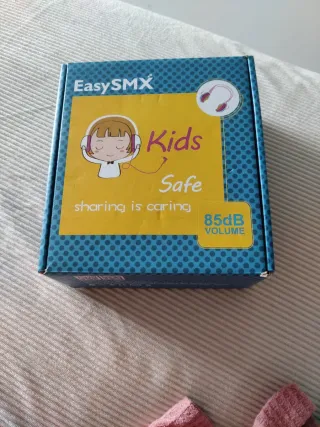 EasySMX
Kids
Safe
sharing is caring
85dB
VOLUME